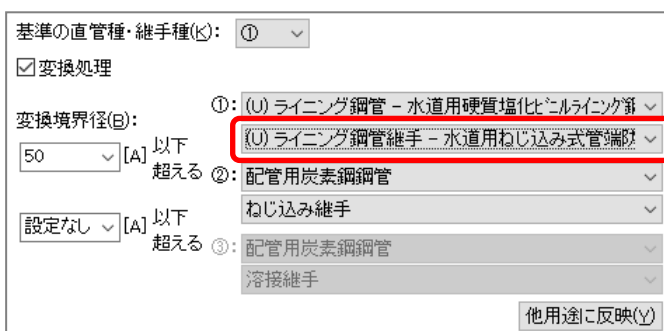 基準の直管種・継手種(K): ①
☑変換処理
①: (U) ライニング鋼管 - 水道用硬質塩化ビニルライニング鋼
変換境界径(B):
(U) ライニング鋼管継手 - 水道用ねじ込み式管端防
50 [A] 以下
超える ②: 配管用炭素鋼鋼管
ねじ込み継手
設定なし [A] 以下
超える ③: 配管用炭素鋼鋼管
溶接継手
他用途に反映(Y)